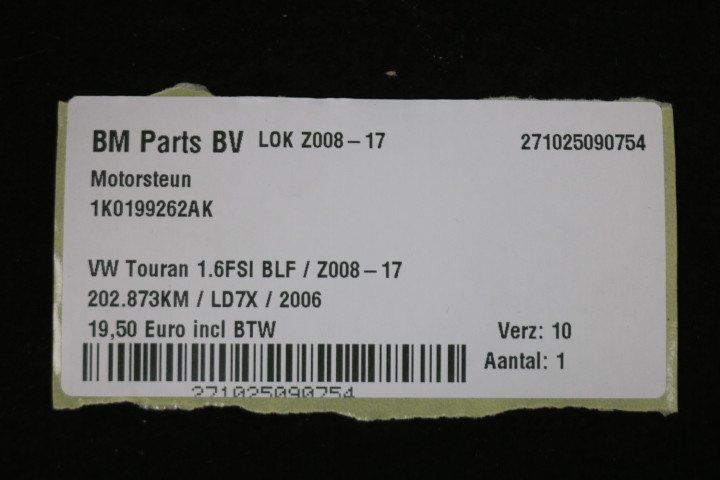 BM Parts BV LOK Z008-17 271025090754
Motorsteun
1K0199262AK
VW Touran 1.6FSI BLF / Z008-17
202.873KM / LD7X / 2006
19,50 Euro incl BTW Verz: 10
Aantal: 1
271025090754